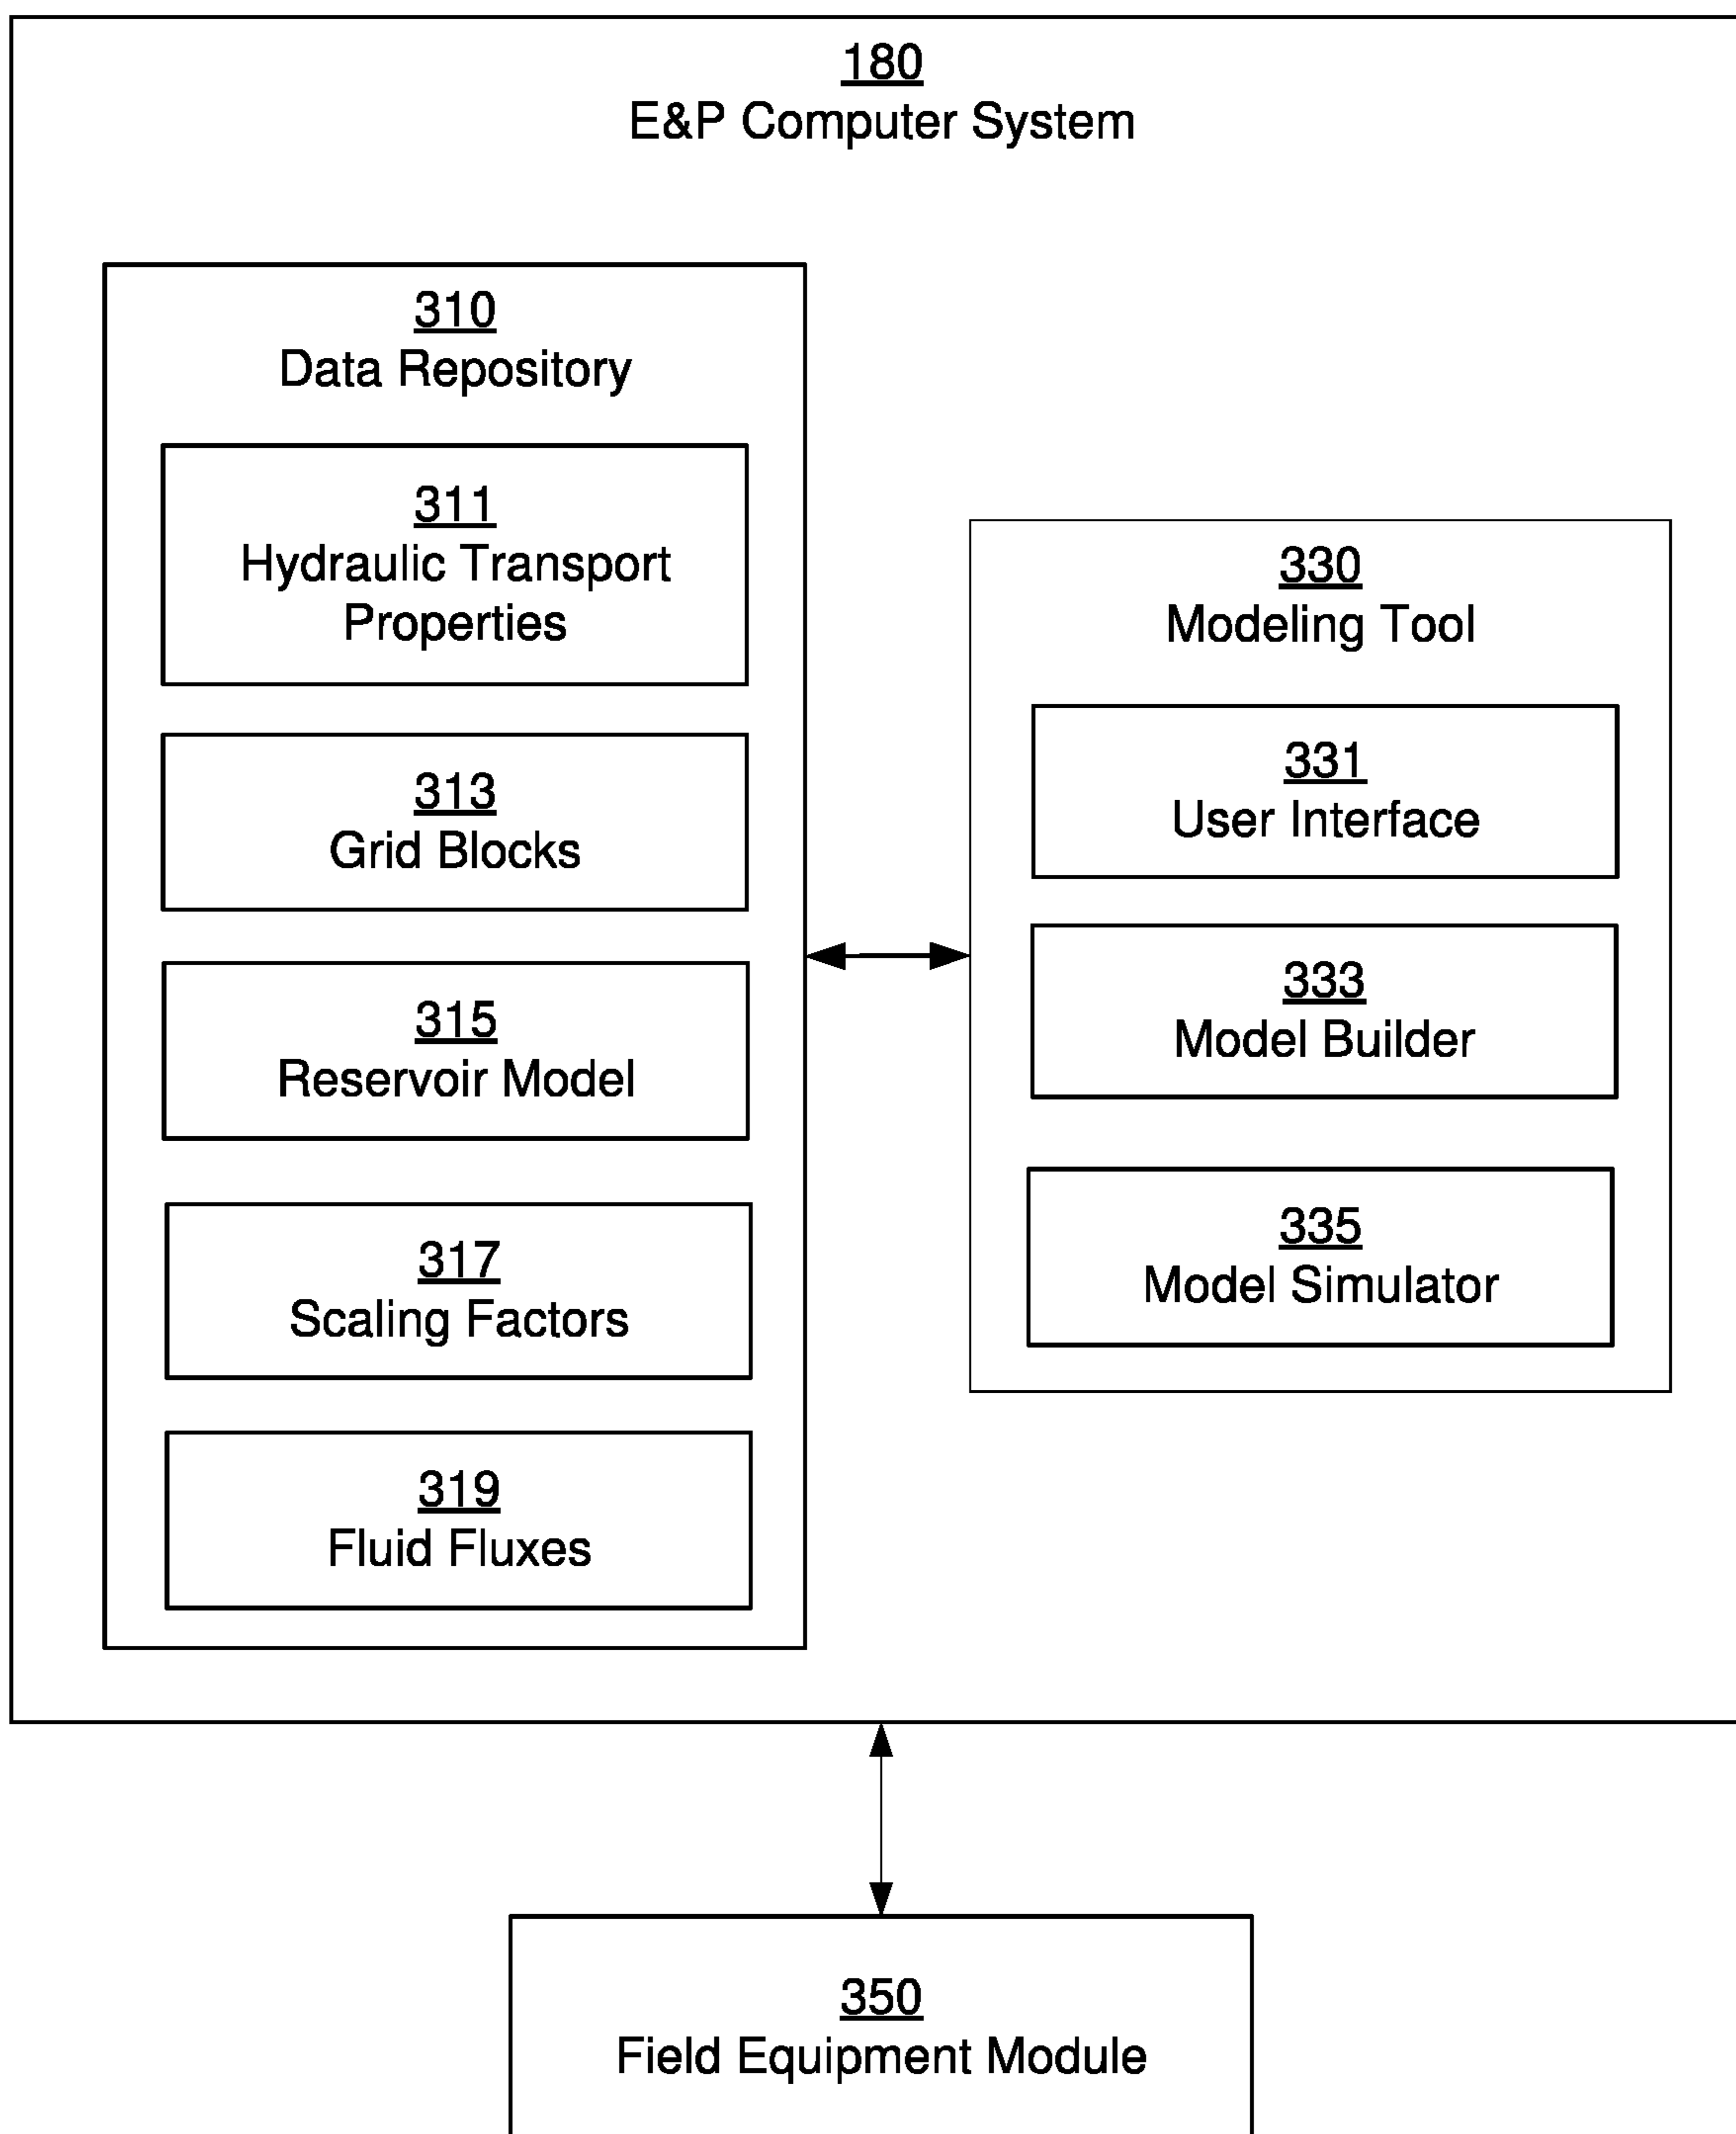 180
E&P Computer System
310
Data Repository
311
Hydraulic Transport
Properties
313
Grid Blocks
315
Reservoir Model
317
Scaling Factors
319
Fluid Fluxes
330
Modeling Tool
331
User Interface
333
Model Builder
335
Model Simulator
350
Field Equipment Module